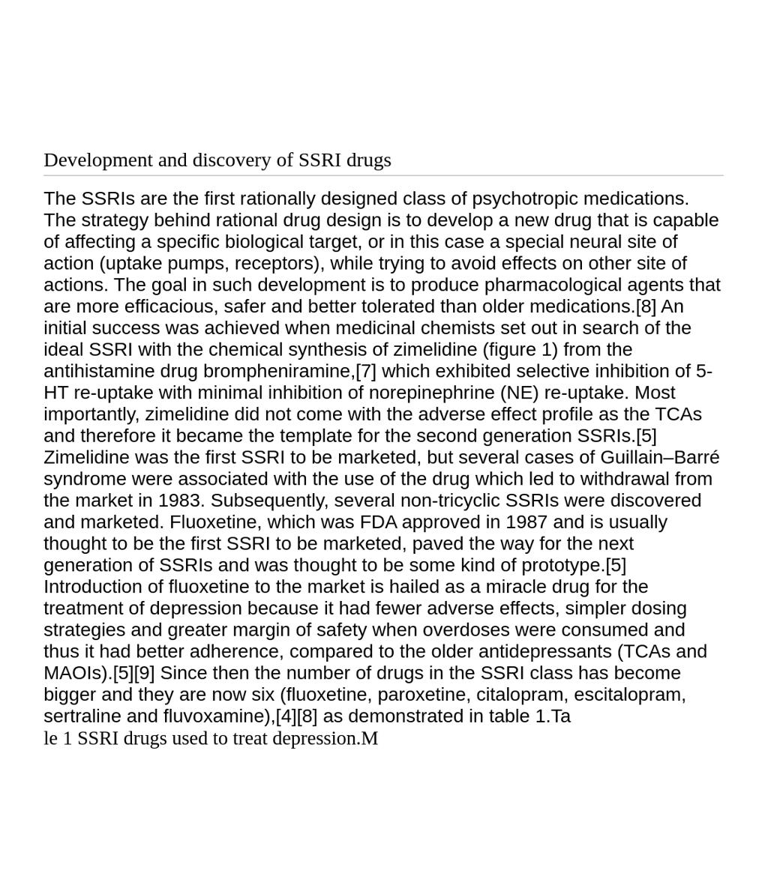 Development and discovery of SSRI drugs
The SSRIs are the first rationally designed class of psychotropic medications.
The strategy behind rational drug design is to develop a new drug that is capable
of affecting a specific biological target, or in this case a special neural site of
action (uptake pumps, receptors), while trying to avoid effects on other site of
actions. The goal in such development is to produce pharmacological agents that
are more efficacious, safer and better tolerated than older medications.[8] An
initial success was achieved when medicinal chemists set out in search of the
ideal SSRI with the chemical synthesis of zimelidine (figure 1) from the
antihistamine drug brompheniramine,[7] which exhibited selective inhibition of 5-
HT re-uptake with minimal inhibition of norepinephrine (NE) re-uptake. Most
importantly, zimelidine did not come with the adverse effect profile as the TCAs
and therefore it became the template for the second generation SSRIs.[5]
Zimelidine was the first SSRI to be marketed, but several cases of Guillain–Barré
syndrome were associated with the use of the drug which led to withdrawal from
the market in 1983. Subsequently, several non-tricyclic SSRIs were discovered
and marketed. Fluoxetine, which was FDA approved in 1987 and is usually
thought to be the first SSRI to be marketed, paved the way for the next
generation of SSRIs and was thought to be some kind of prototype.[5]
Introduction of fluoxetine to the market is hailed as a miracle drug for the
treatment of depression because it had fewer adverse effects, simpler dosing
strategies and greater margin of safety when overdoses were consumed and
thus it had better adherence, compared to the older antidepressants (TCAs and
MAOIs).[5][9] Since then the number of drugs in the SSRI class has become
bigger and they are now six (fluoxetine, paroxetine, citalopram, escitalopram,
sertraline and fluvoxamine),[4][8] as demonstrated in table 1.Ta
le 1 SSRI drugs used to treat depression.M